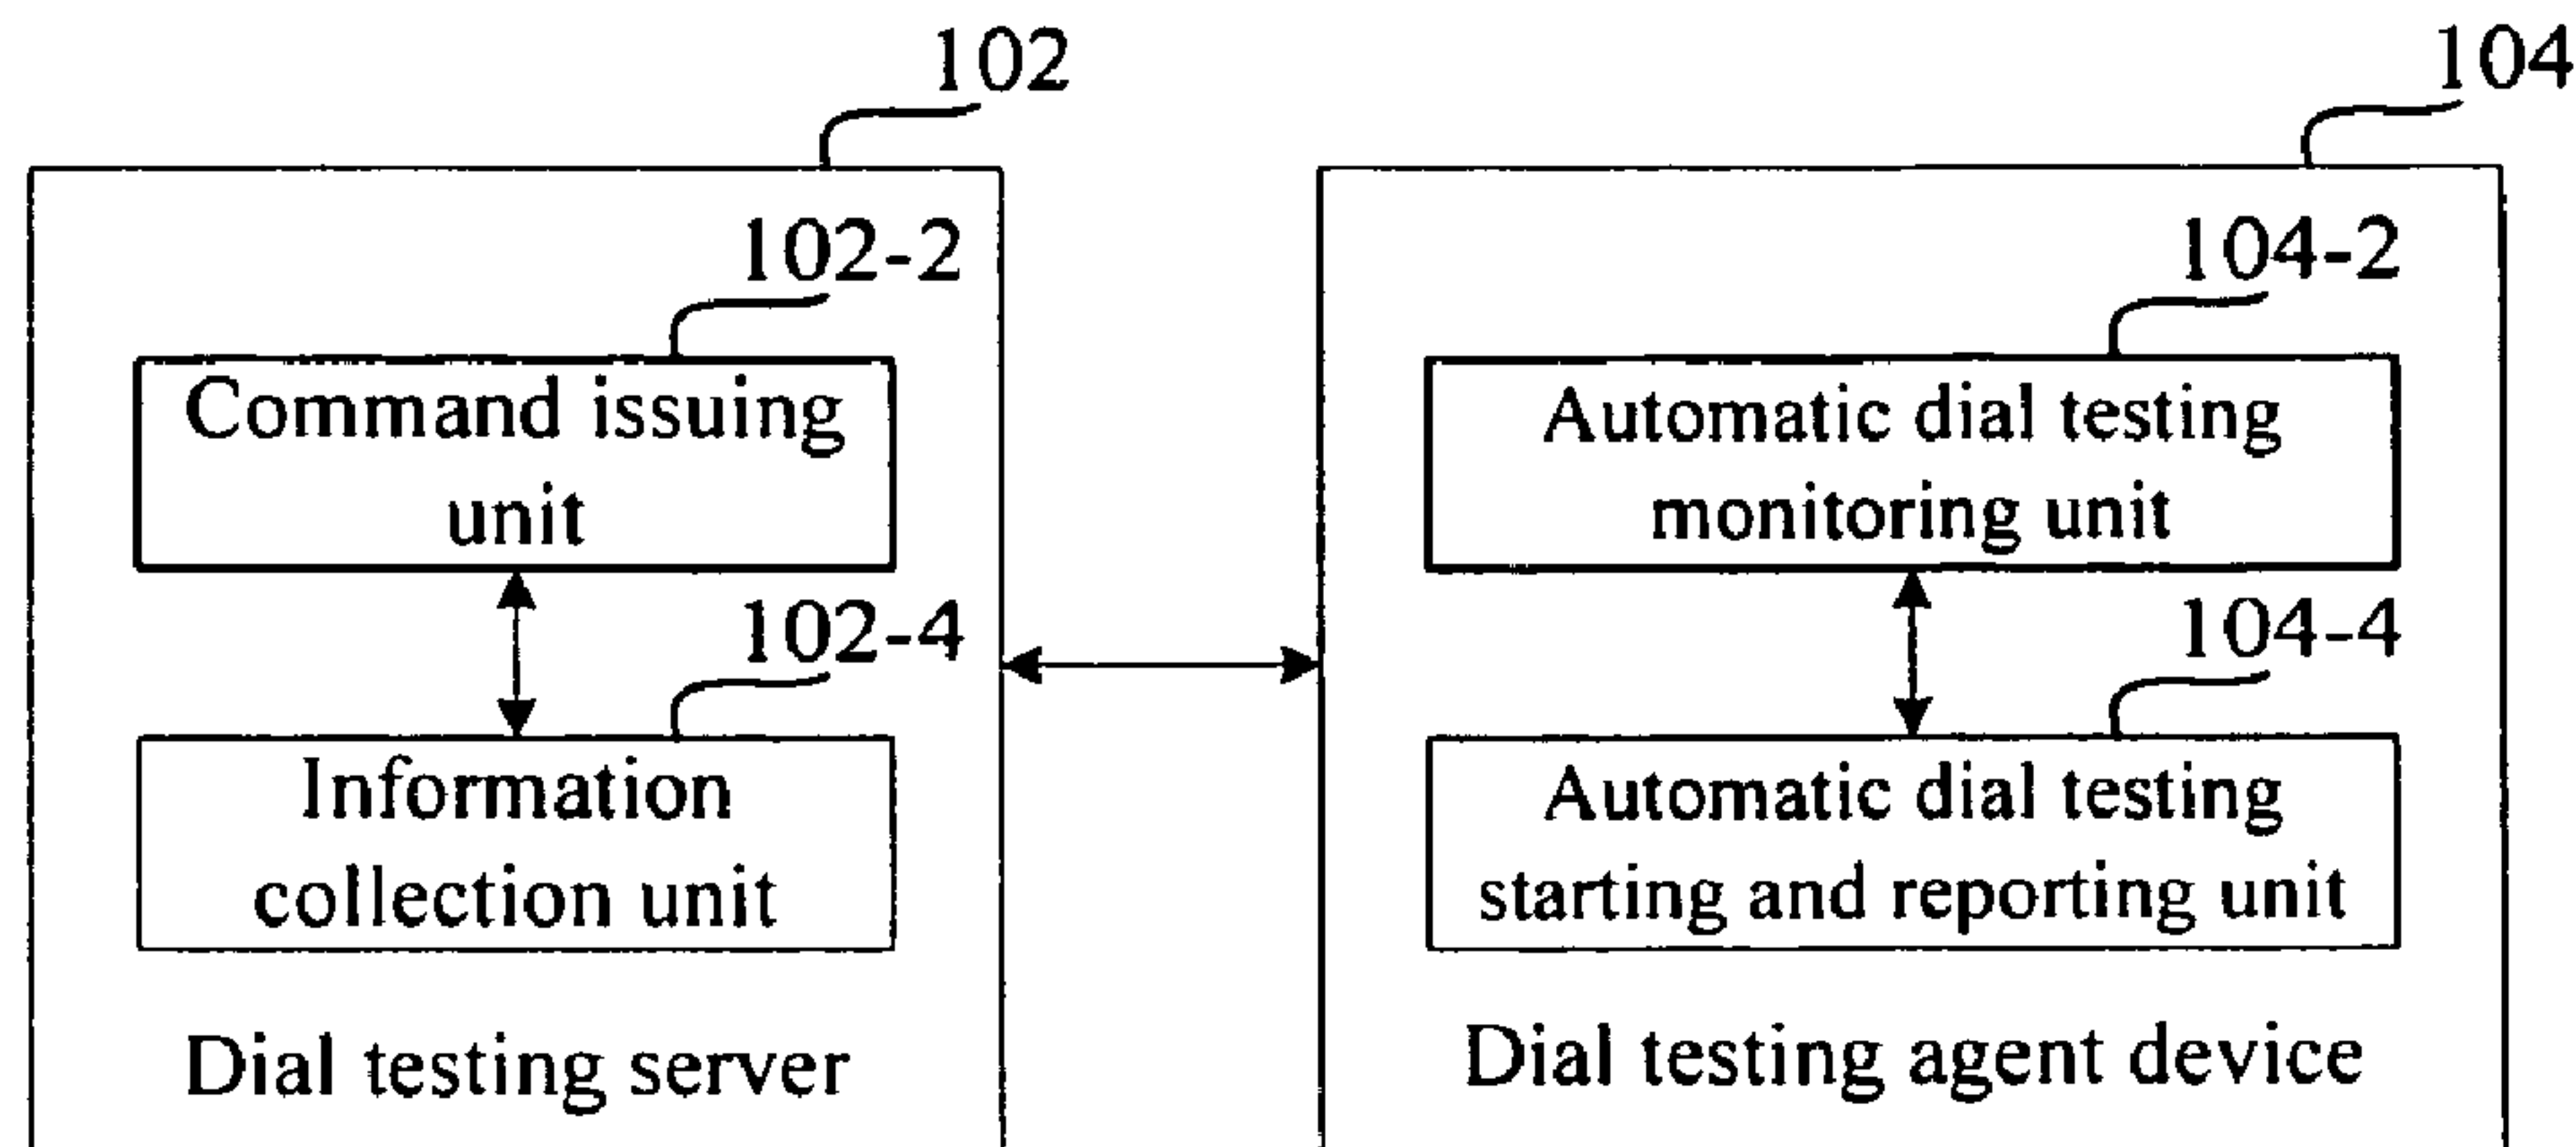 102
104
102-2
104-2
Command issuing
unit
Automatic dial testing
monitoring unit
102-4
104-4
Information
collection unit
Automatic dial testing
starting and reporting unit
Dial testing server
Dial testing agent device